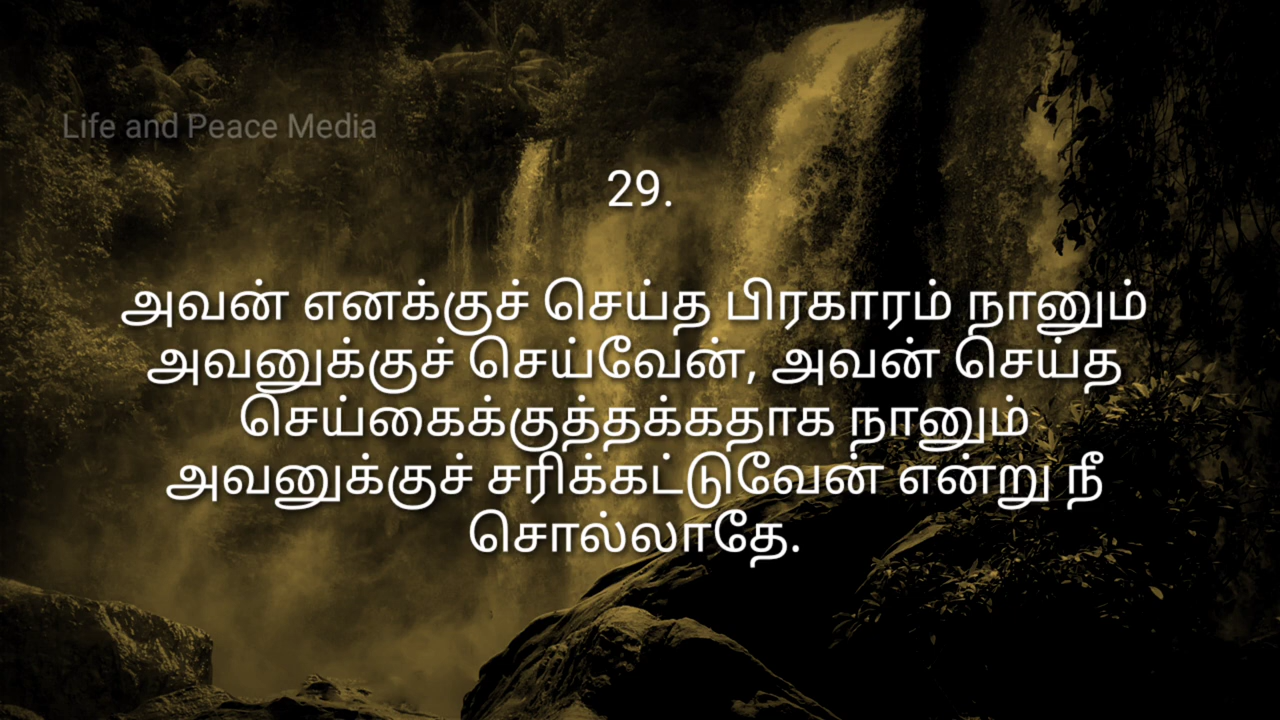 Life and Peace Media
29.
அவன் எனக்குச் செய்த பிரகாரம் நானும்
அவனுக்குச் செய்வேன், அவன் செய்த
செய்கைக்குத்தக்கதாக நானும்
அவனுக்குச் சரிக்கட்டுவேன் என்று நீ
சொல்லாதே.